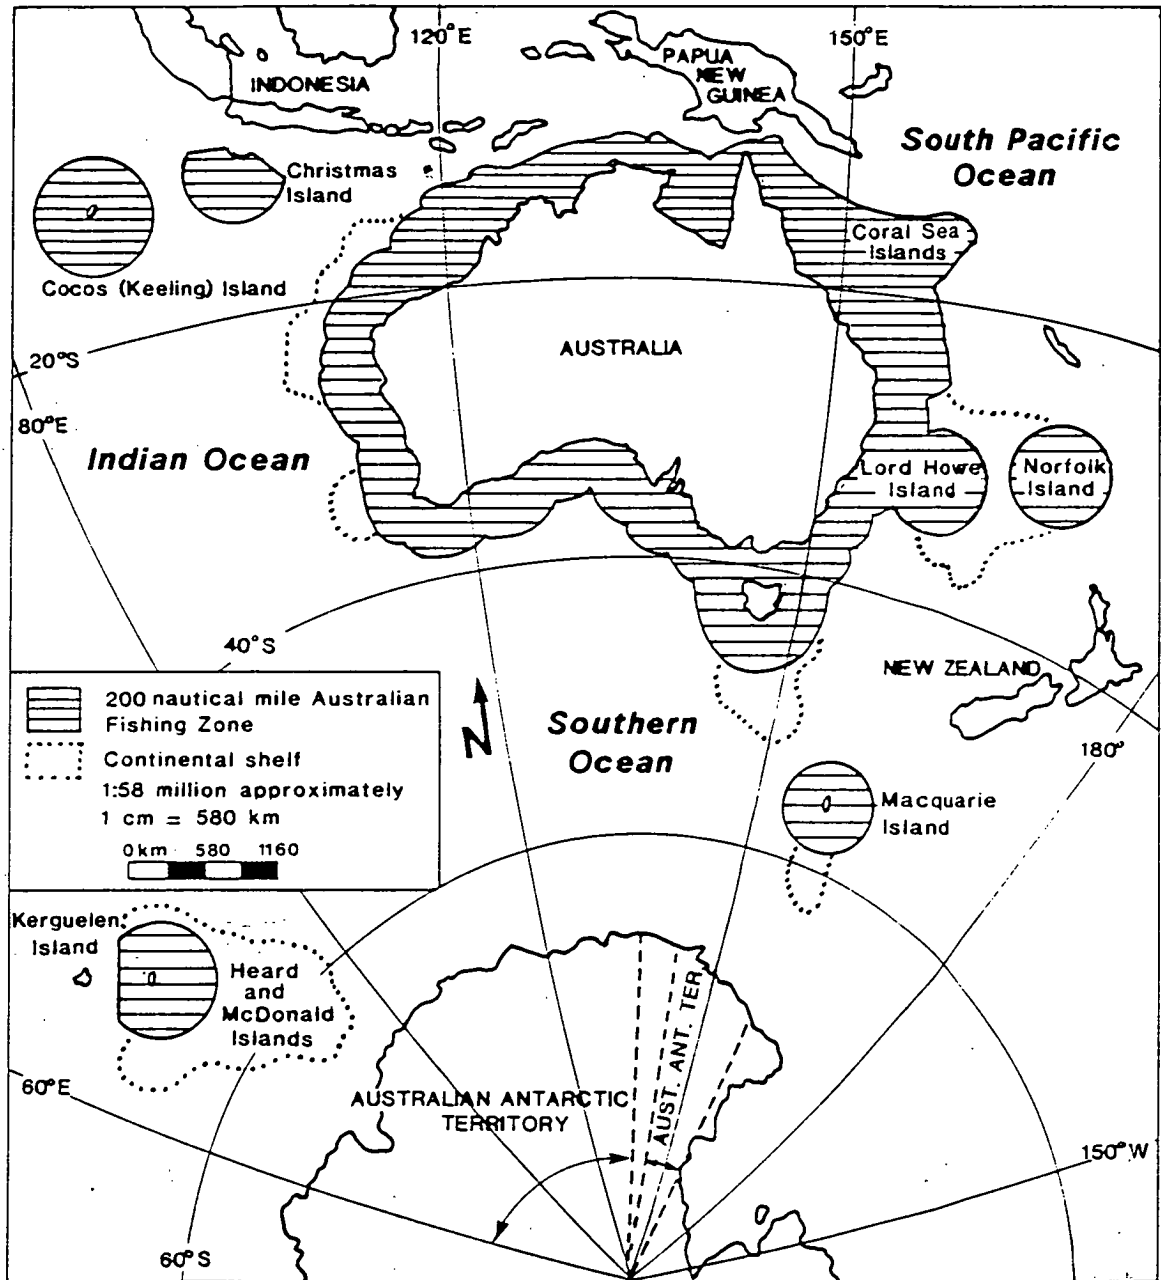 120°E
150°E
PAPUA
NEW
GUINEA
INDONESIA
South Pacific
Ocean
Christmas
Island
Coral Sea
Islands
Cocos (Keeling) Island
AUSTRALIA
20°S
80°E
Indian Ocean
Lord Howe
Island
Norfolk
Island
40°S
NEW ZEALAND
200 nautical mile Australian
Fishing Zone
Continental shelf
1:58 million approximately
1 cm = 580 km
0km 580 1160
N
Southern
Ocean
180°
Macquarie
Island
Kerguelen
Island
Heard
and
McDonald
Islands
AUST. ANT. TER.
60°E
AUSTRALIAN ANTARCTIC
TERRITORY
150°W
60°S